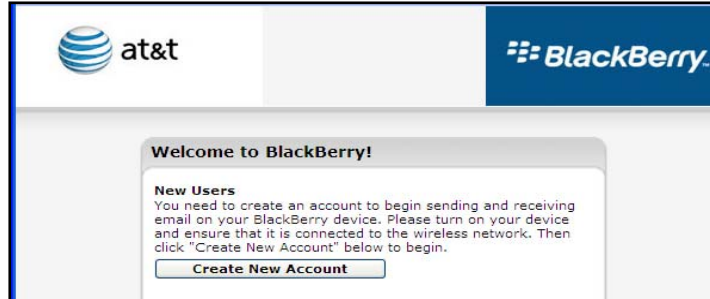 at&t
BlackBerry.
Welcome to BlackBerry!
New Users
You need to create an account to begin sending and receiving
email on your BlackBerry device. Please turn on your device
and ensure that it is connected to the wireless network. Then
click "Create New Account" below to begin.
Create New Account